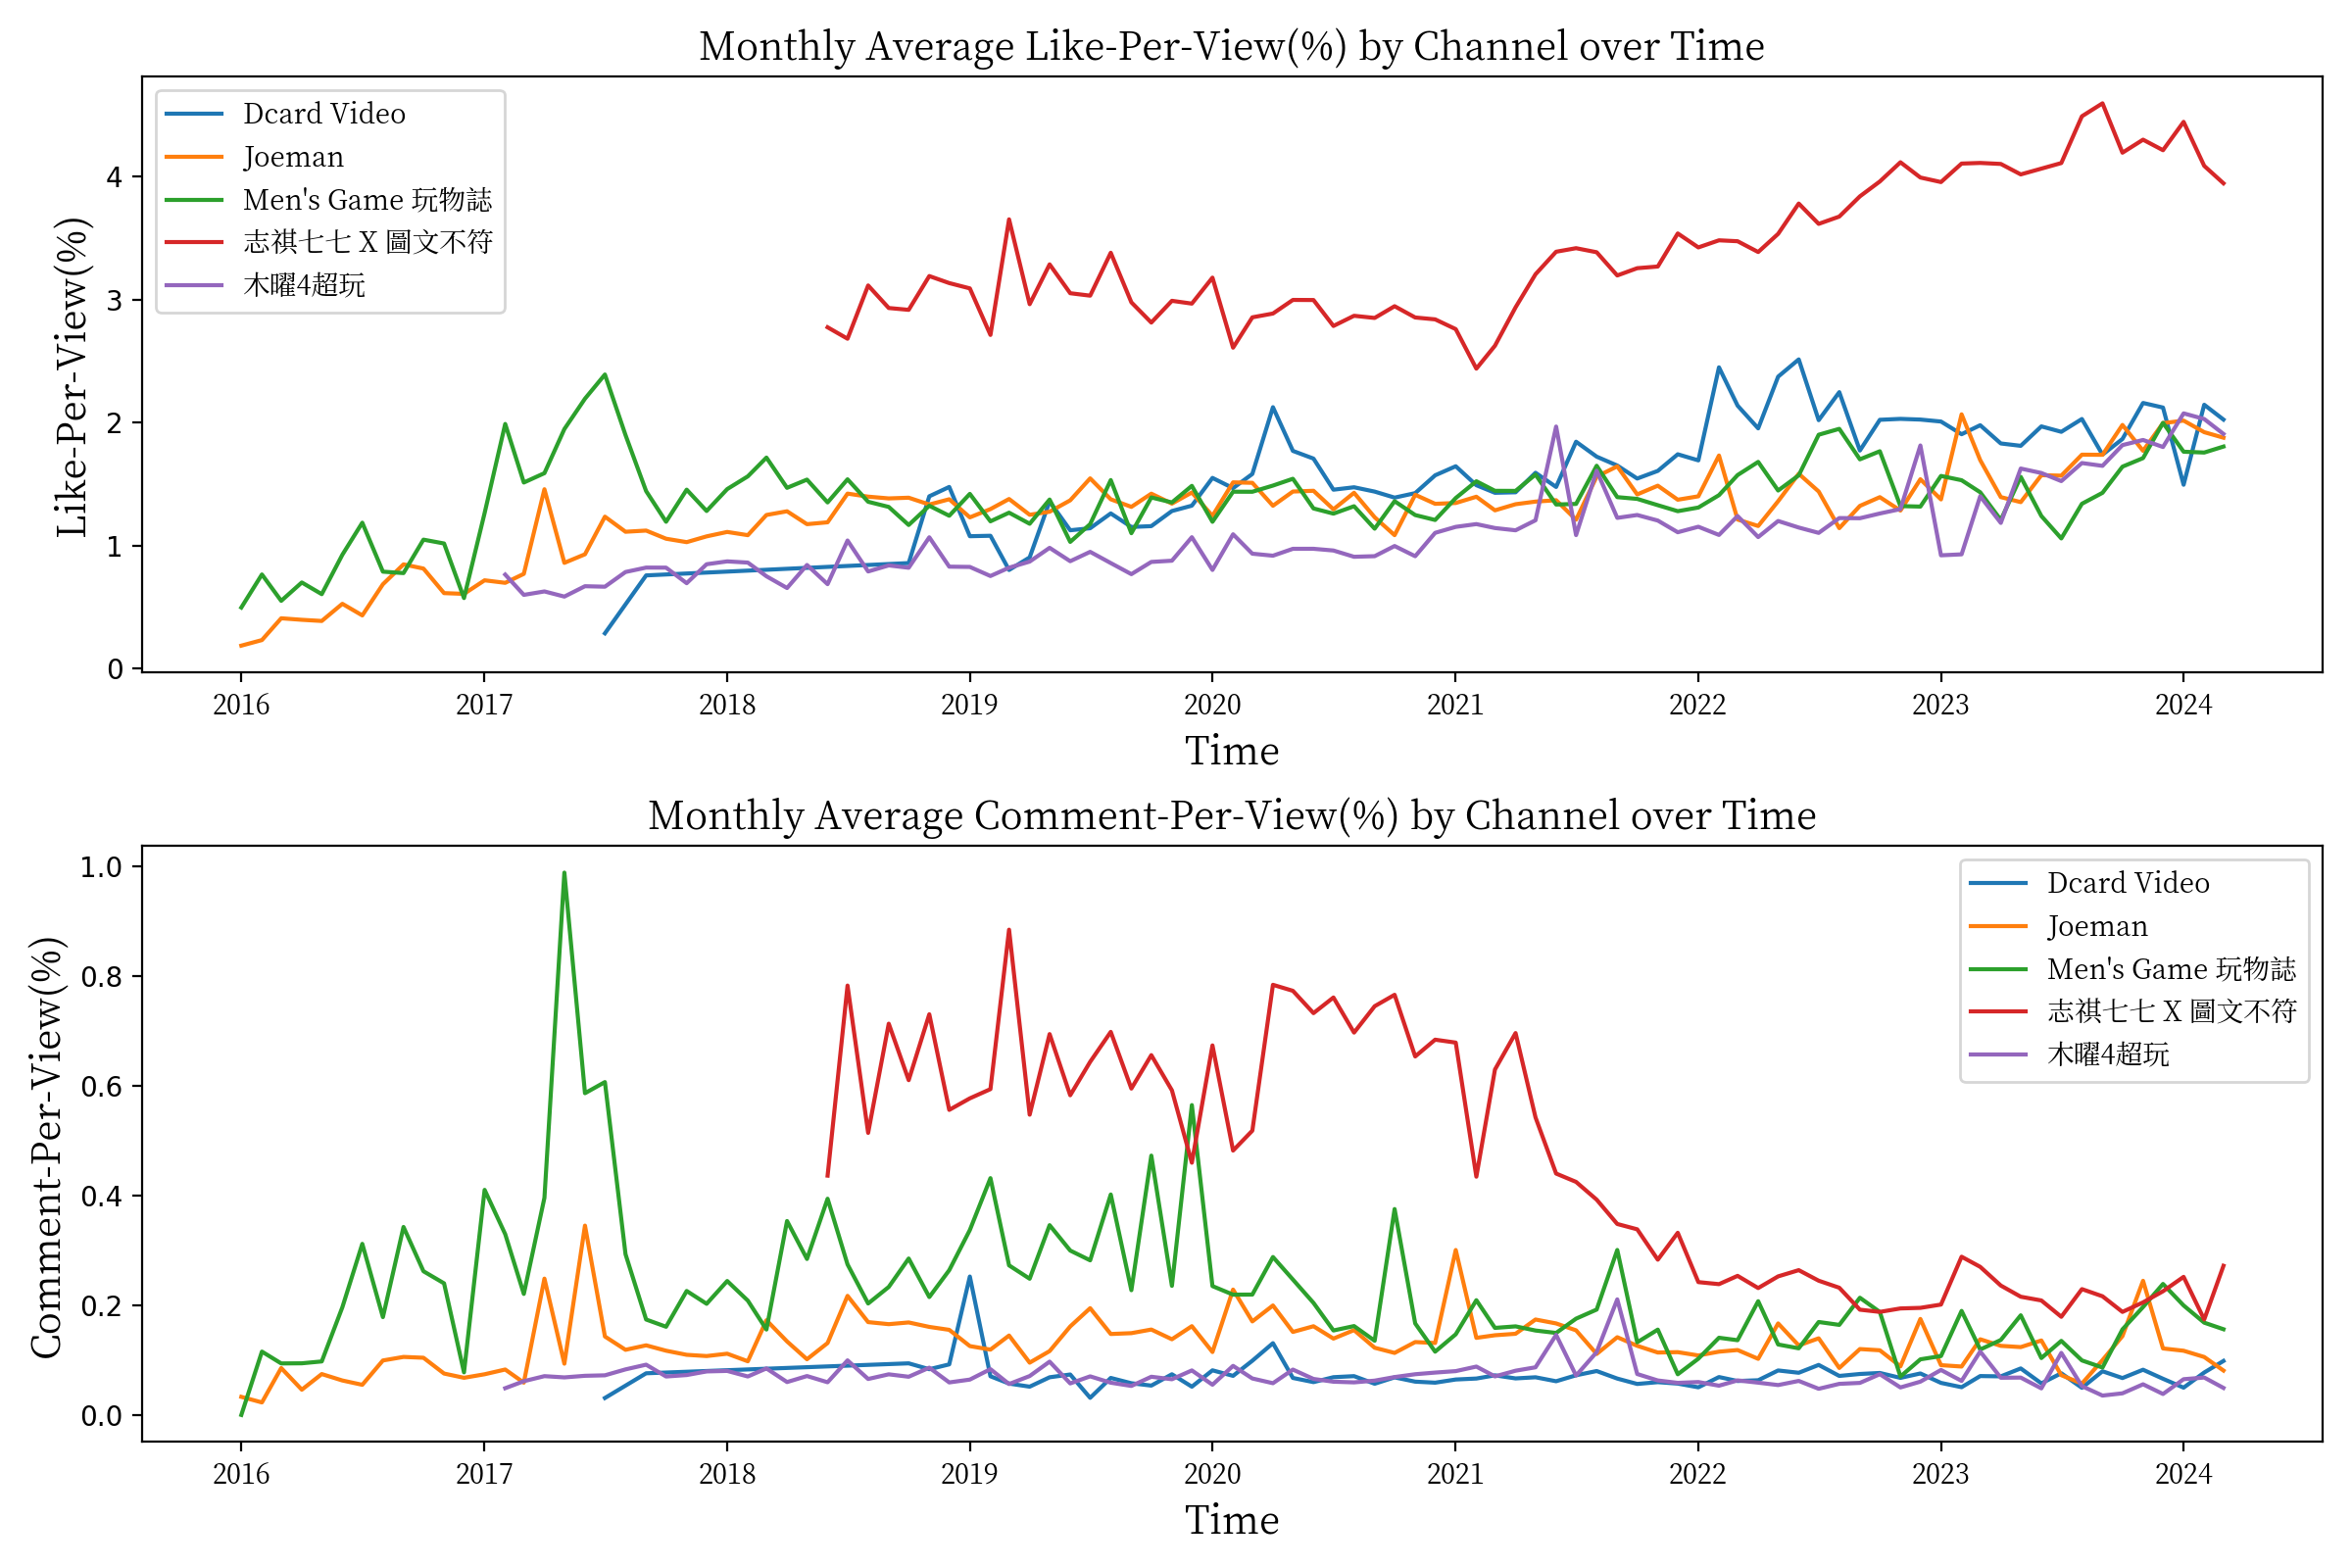 Monthly Average Like-Per-View(%) by Channel over Time
Dcard Video
Joeman
Men's Game 玩物誌
志祺七七 X 圖文不符
木曜4超玩
Like-Per-View(%)
4
3
2
1
0
2016 2017 2018 2019 2020 2021 2022 2023 2024
Time
Monthly Average Comment-Per-View(%) by Channel over Time
Dcard Video
Joeman
Men's Game 玩物誌
志祺七七 X 圖文不符
木曜4超玩
Comment-Per-View(%)
1.0
0.8
0.6
0.4
0.2
0.0
2016 2017 2018 2019 2020 2021 2022 2023 2024
Time